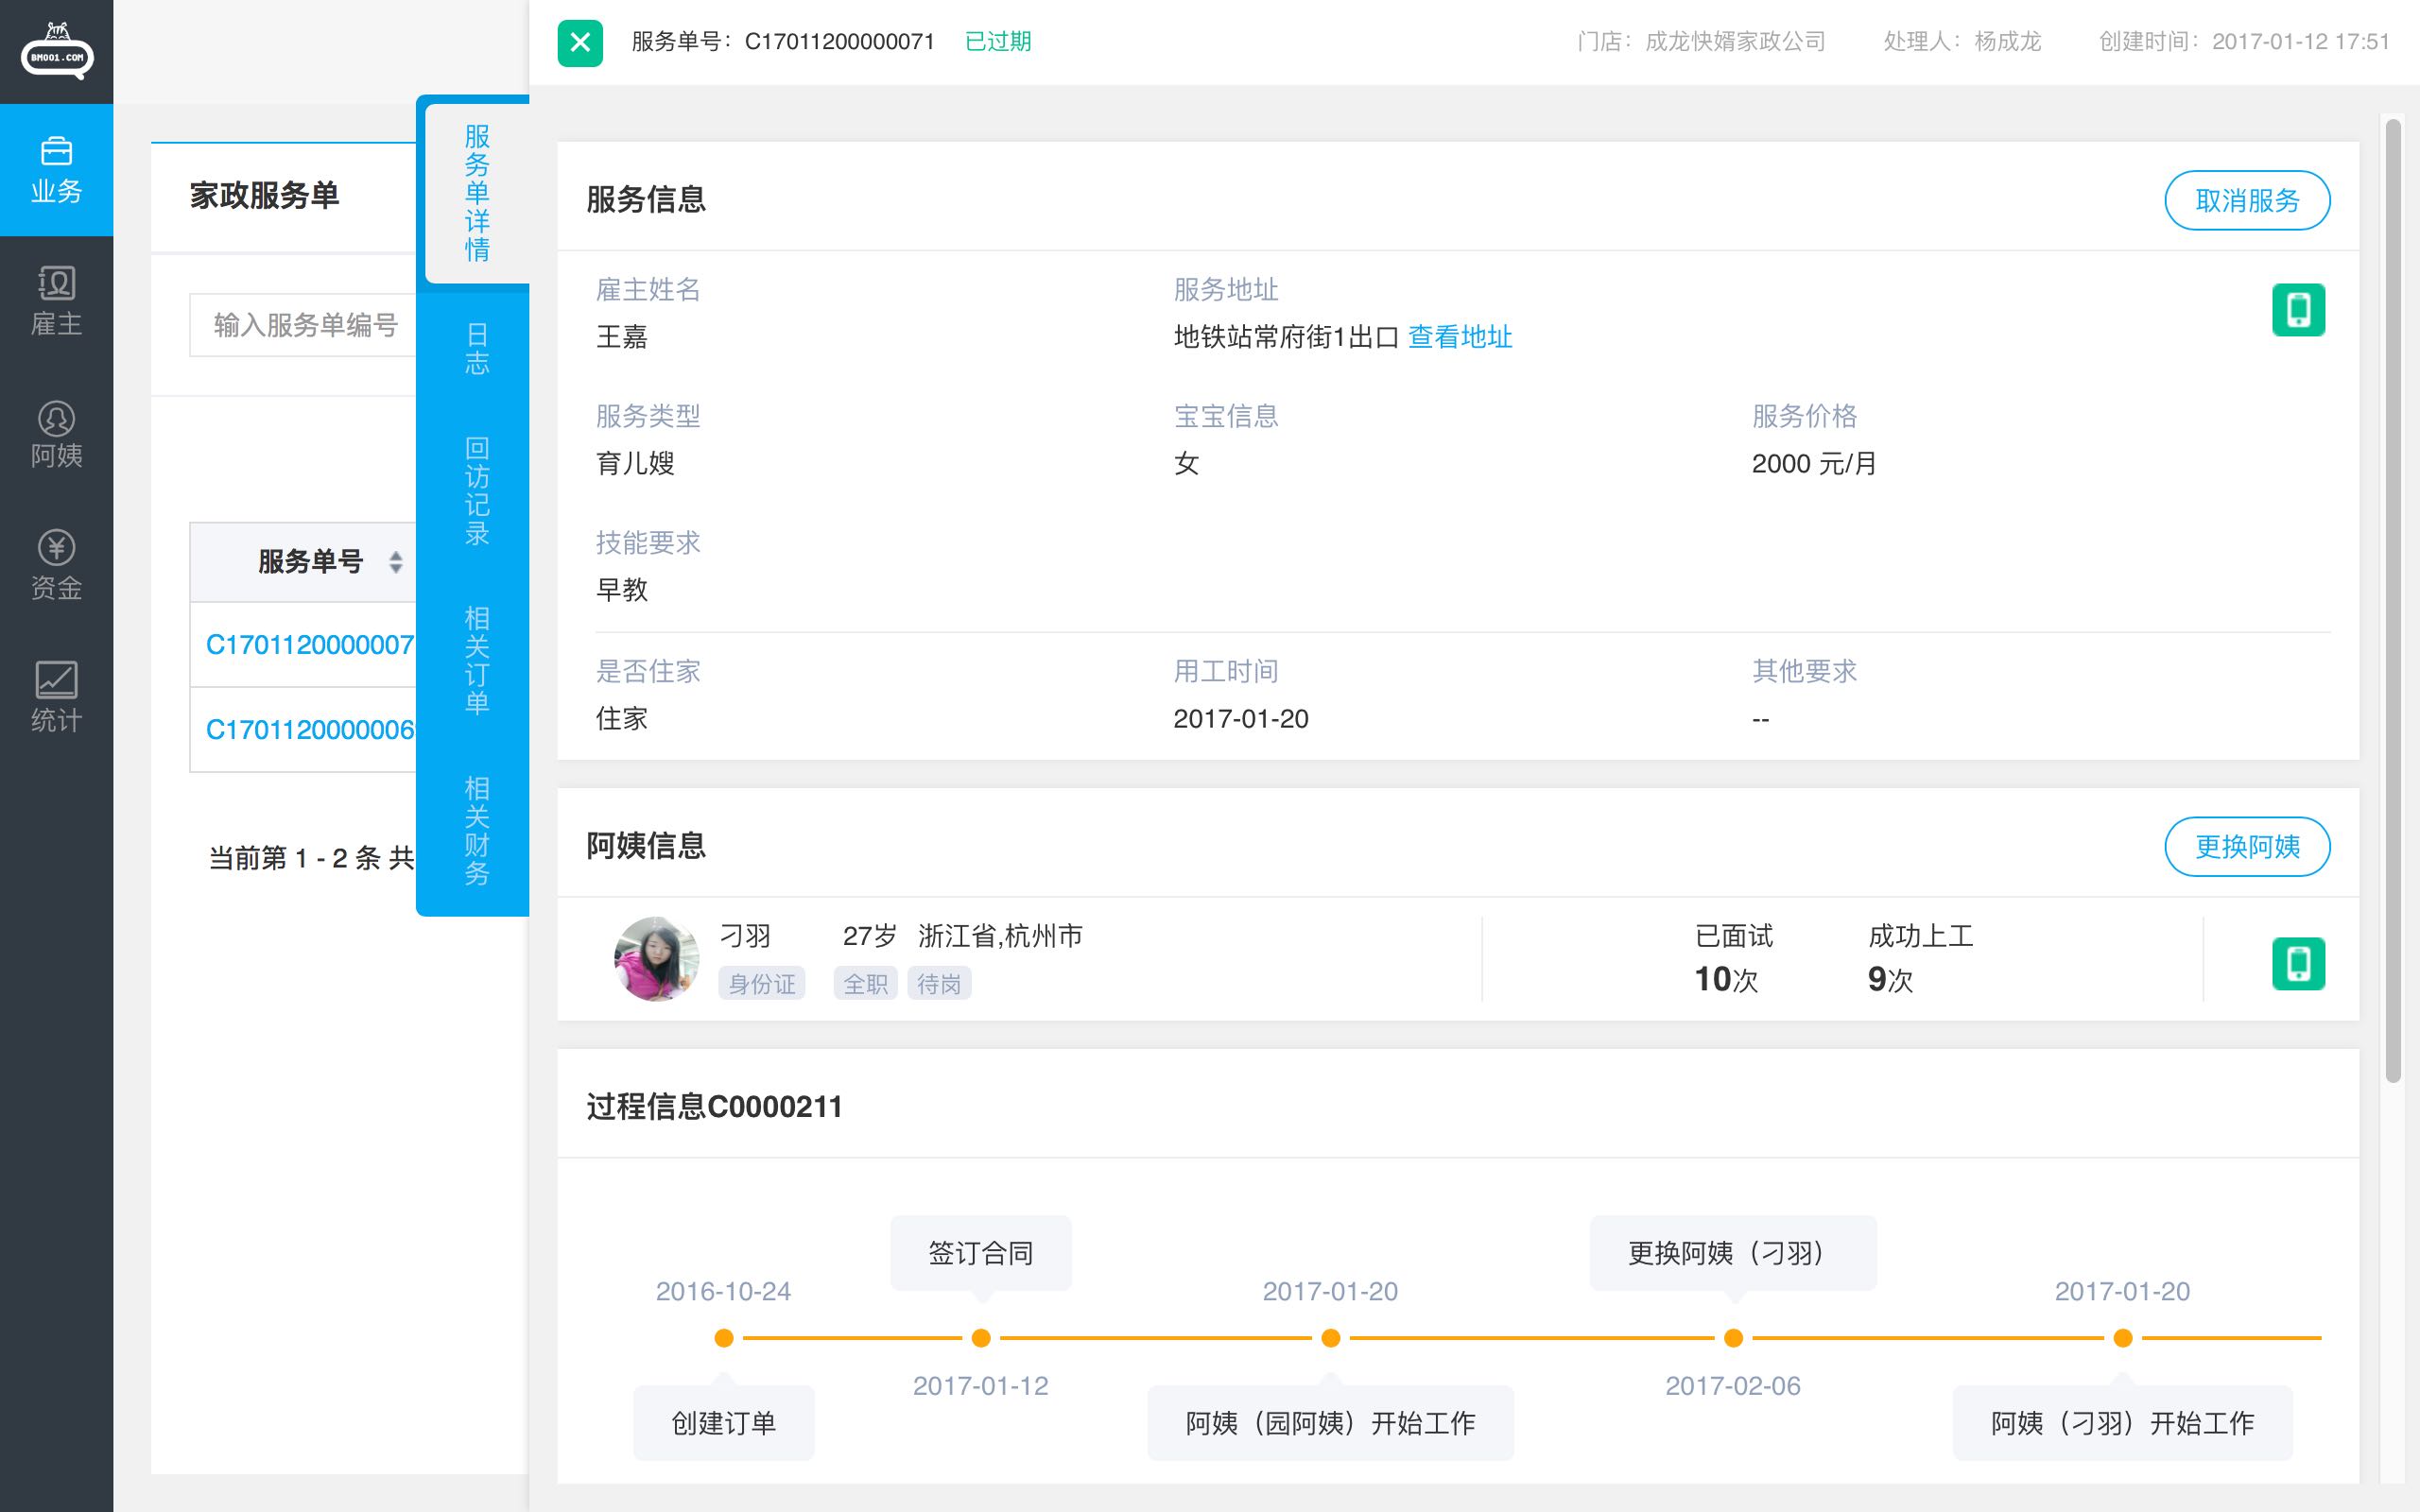 BM001.COM
业务
雇主
阿姨
资金
统计
家政服务单
输入服务单编号
服务单号
C1701120000007
C1701120000006
当前第 1 - 2 条 共
服务单详情
日志
回访记录
相关订单
相关财务
服务单号：C17011200000071 已过期
门店：成龙快婿家政公司 处理人：杨成龙 创建时间：2017-01-12 17:51
服务信息
取消服务
雇主姓名 服务地址
王嘉 地铁站常府街1出口 查看地址
服务类型 宝宝信息 服务价格
育儿嫂 女 2000 元/月
技能要求
早教
是否住家 用工时间 其他要求
住家 2017-01-20 --
阿姨信息
更换阿姨
刁羽 27岁 浙江省,杭州市 已面试 成功上工
身份证 全职 待岗 10次 9次
过程信息C0000211
签订合同 更换阿姨（刁羽）
2016-10-24 2017-01-20 2017-01-20
2017-01-12 2017-02-06
创建订单 阿姨（园阿姨）开始工作 阿姨（刁羽）开始工作